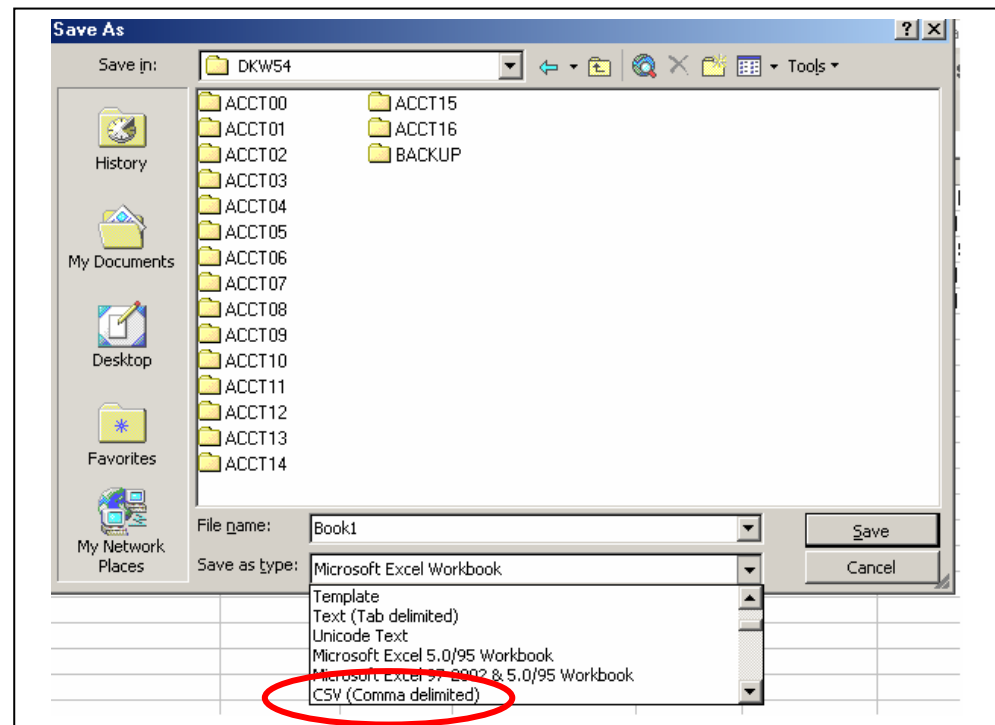 Save As
Save in:
DKW54
Tools
ACCT00
ACCT01
ACCT02
ACCT03
ACCT04
ACCT05
ACCT06
ACCT07
ACCT08
ACCT09
ACCT10
ACCT11
ACCT12
ACCT13
ACCT14
ACCT15
ACCT16
BACKUP
History
My Documents
Desktop
Favorites
My Network
Places
File name:
Book1
Save
Save as type:
Microsoft Excel Workbook
Cancel
Template
Text (Tab delimited)
Unicode Text
Microsoft Excel 5.0/95 Workbook
Microsoft Excel 97-2002 & 5.0/95 Workbook
CSV (Comma delimited)